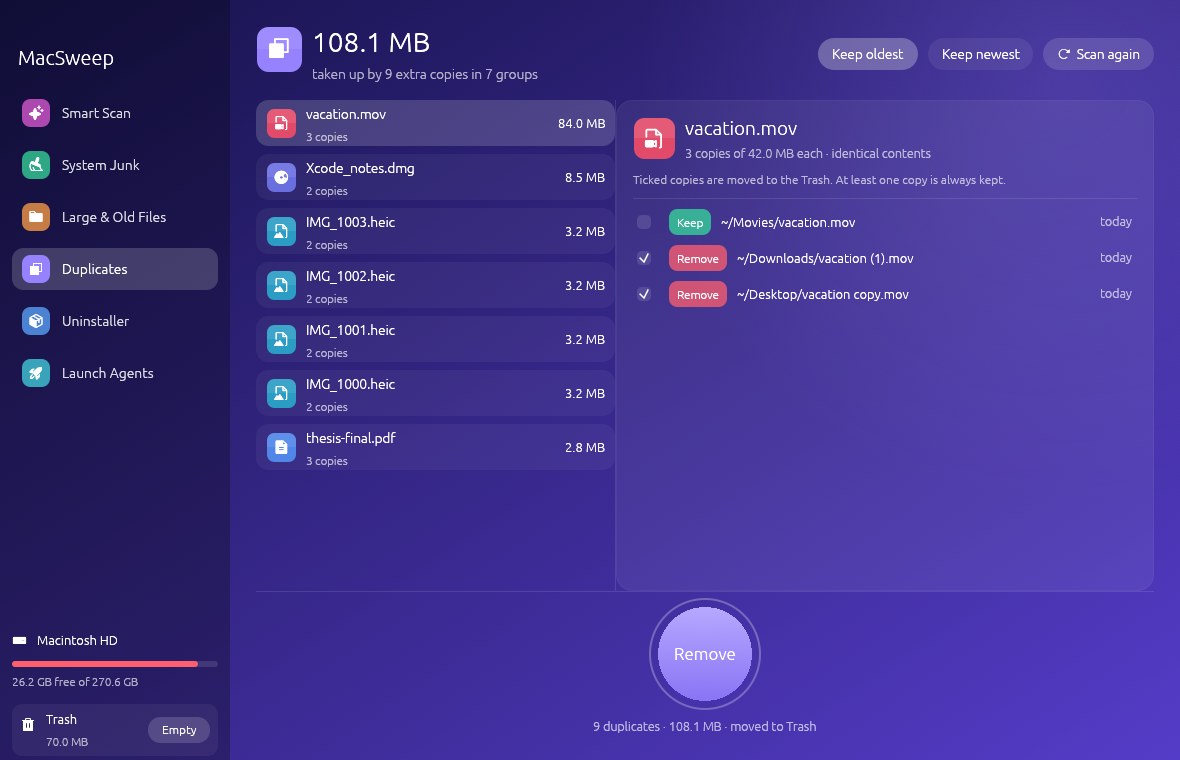 MacSweep
Smart Scan
System Junk
Large & Old Files
Duplicates
Uninstaller
Launch Agents
Macintosh HD
26.2 GB free of 270.6 GB
Trash
70.0 MB
Empty
108.1 MB
taken up by 9 extra copies in 7 groups
Keep oldest
Keep newest
Scan again
vacation.mov
3 copies
84.0 MB
Xcode_notes.dmg
2 copies
8.5 MB
IMG_1003.heic
2 copies
3.2 MB
IMG_1002.heic
2 copies
3.2 MB
IMG_1001.heic
2 copies
3.2 MB
IMG_1000.heic
2 copies
3.2 MB
thesis-final.pdf
3 copies
2.8 MB
vacation.mov
3 copies of 42.0 MB each · identical contents
Ticked copies are moved to the Trash. At least one copy is always kept.
Keep ~/Movies/vacation.mov today
Remove ~/Downloads/vacation (1).mov today
Remove ~/Desktop/vacation copy.mov today
Remove
9 duplicates · 108.1 MB · moved to Trash